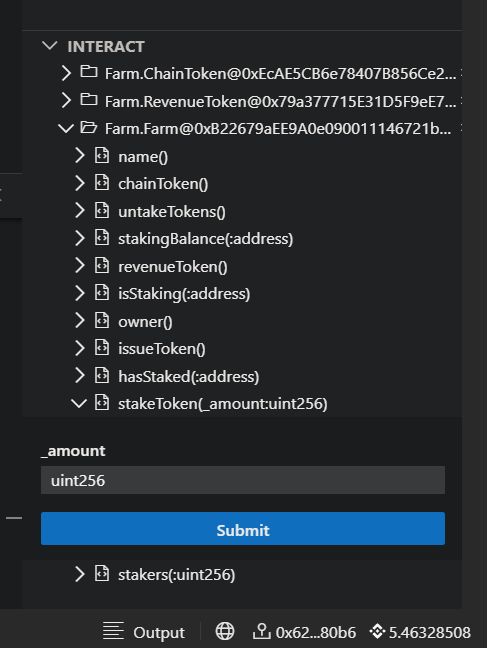 INTERACT
Farm.ChainToken@0xEcAE5CB6e78407B856Ce2...
Farm.RevenueToken@0x79a377715E31D5F9eE7...
Farm.Farm@0xB22679aEE9A0e090011146721b...
name()
chainToken()
untakeTokens()
stakingBalance(:address)
revenueToken()
isStaking(:address)
owner()
issueToken()
hasStaked(:address)
stakeToken(_amount:uint256)
_amount
uint256
Submit
stakers(:uint256)
Output 0x62...80b6 5.46328508